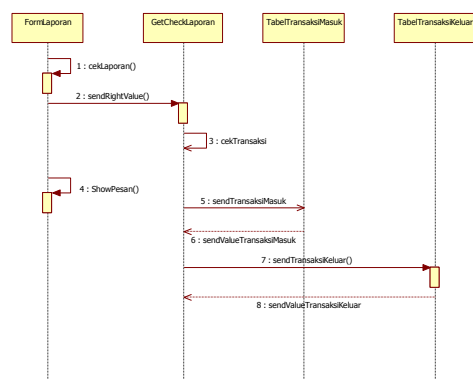 FormLaporan
GetCheckLaporan
TabelTransaksiMasuk
TabelTransaksiKeluar
1 : cekLaporan()
2 : sendRightValue()
3 : cekTransaksi
4 : ShowPesan()
5 : sendTransaksiMasuk
6 : sendValueTransaksiMasuk
7 : sendTransaksiKeluar()
8 : sendValueTransaksiKeluar